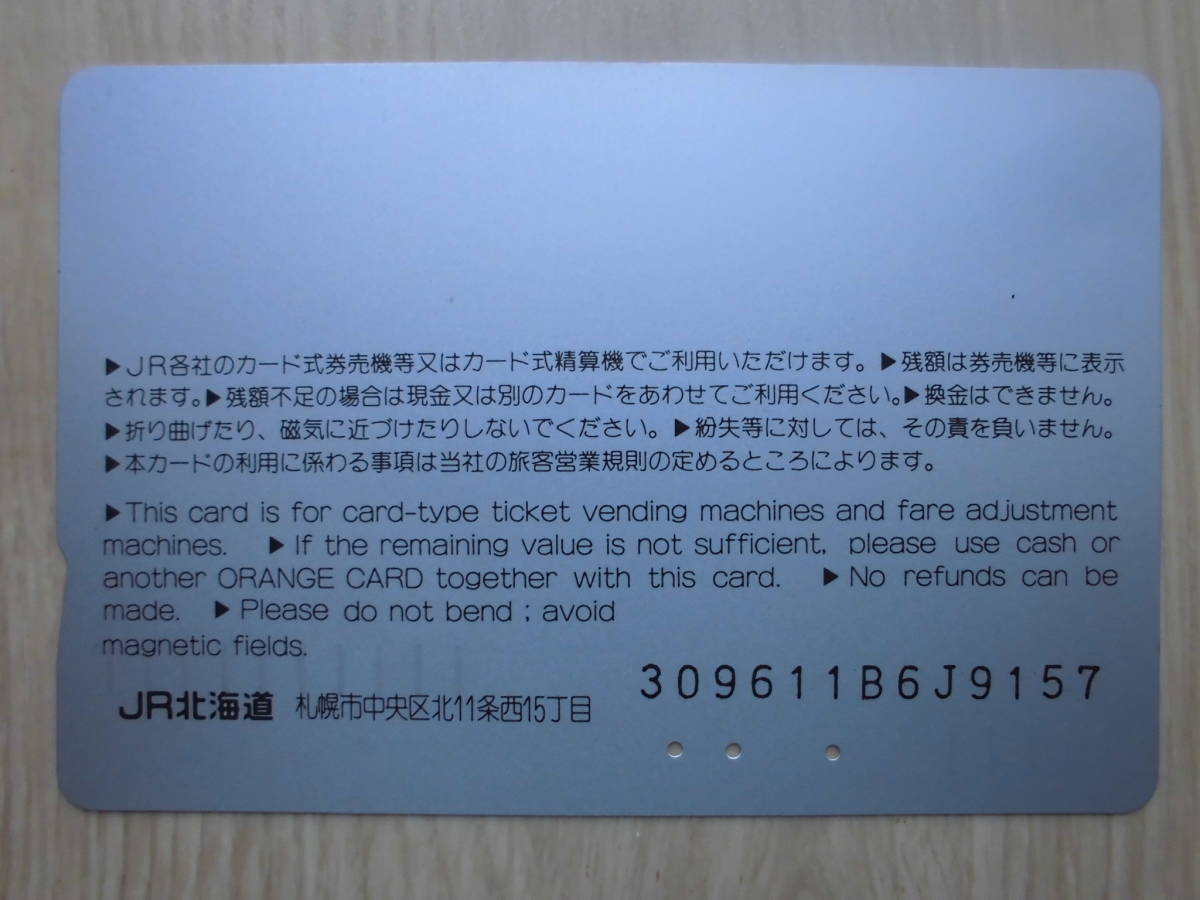 ▶JR各社のカード式券売機等又はカード式精算機でご利用いただけます。▶残額は券売機等に表示
されます。▶残額不足の場合は現金又は別のカードをあわせてご利用ください。▶換金はできません。
▶折り曲げたり、磁気に近づけたりしないでください。▶紛失等に対しては、その責を負いません。
▶本カードの利用に係わる事項は当社の旅客営業規則の定めるところによります。
▶This card is for card-type ticket vending machines and fare adjustment
machines. ▶If the remaining value is not sufficient, please use cash or
another ORANGE CARD together with this card. ▶No refunds can be
made. ▶Please do not bend ; avoid
magnetic fields.
309611B6J9157
JR北海道 札幌市中央区北11条西15丁目